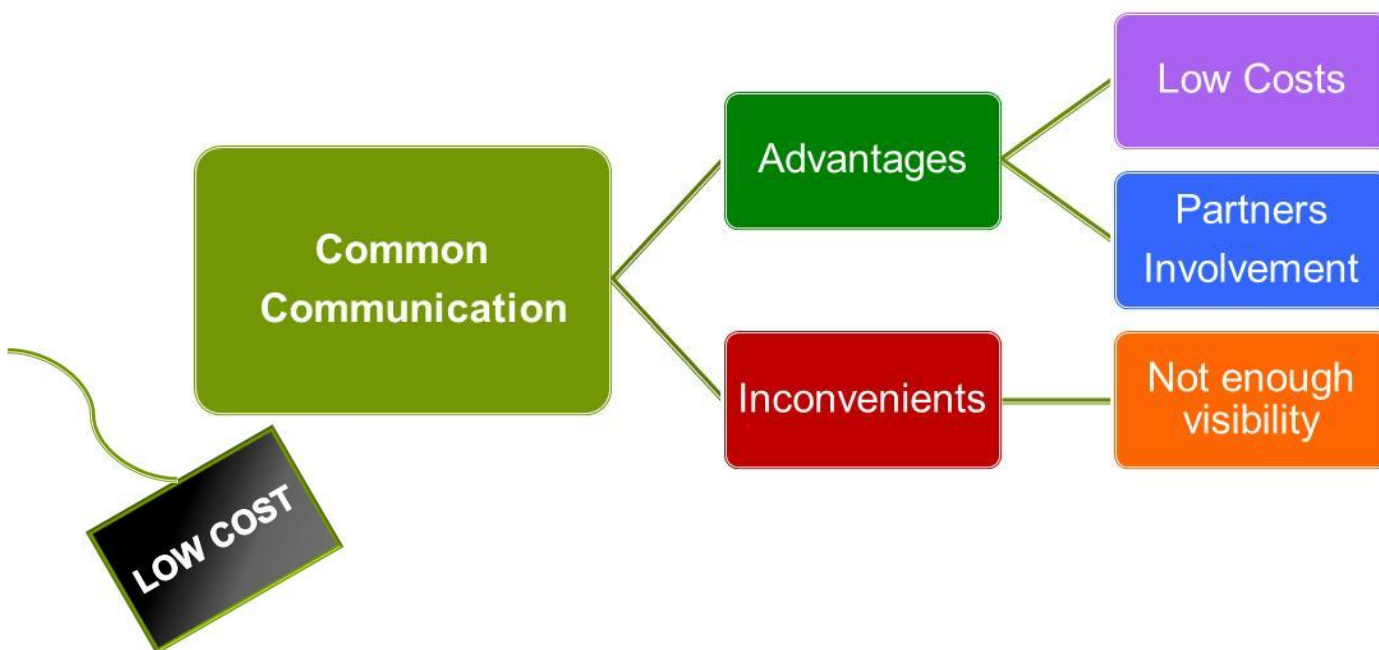 Common
Communication
Advantages
Low Costs
Partners
Involvement
Inconvenients
Not enough
visibility
LOW COST